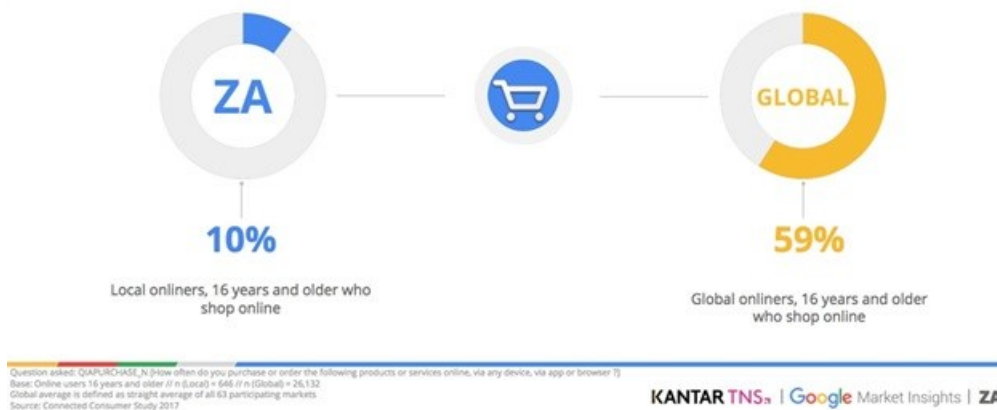 ZA
GLOBAL
10%
59%
Local onliners, 16 years and older who
shop online
Global onliners, 16 years and older
who shop online
Question asked: QIAPURCHASE_N (How often do you purchase or order the following products or services online, via any device, via app or browser ?)
Base: Online users 16 years and older // n (Local) = 646 // n (Global) = 26,132
Global average is defined as straight average of all 63 participating markets
Source: Connected Consumer Study 2017
KANTAR TNS. | Google Market Insights | ZA